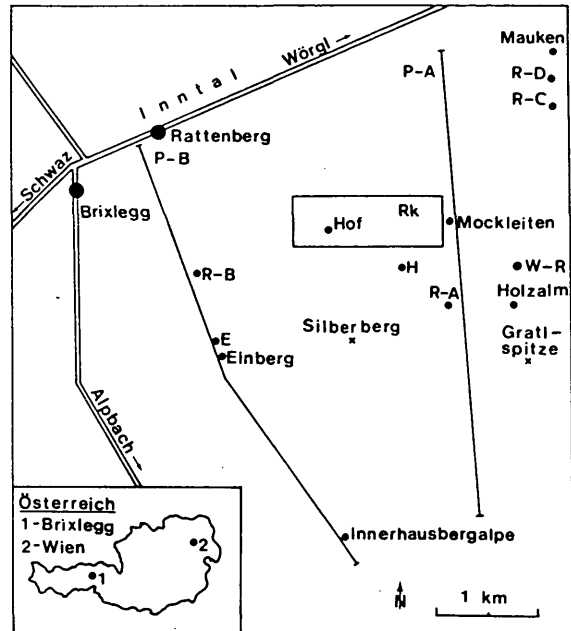 Mauken
Wörgl
P-A
R-D
Inntal
R-C
Rattenberg
P-B
Schwaz
Brixlegg
Rk
Hof
Mockleiten
R-B
H
W-R
R-A
Holzalm
Silberberg
Gratl-
spitze
E
Einberg
Alpbach
Österreich
1-Brixlegg
2-Wien
2
1
Innerhausbergalpe
N
1 km